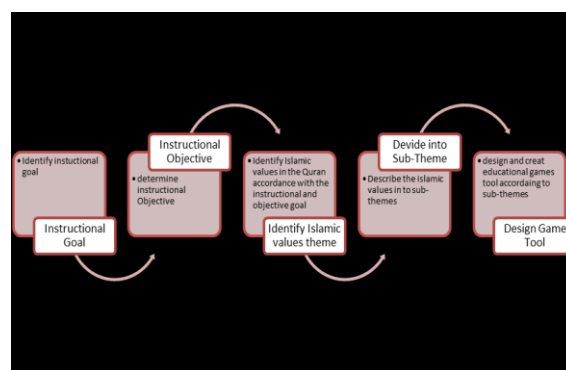 • Identify instuctional
goal
Instructional
Goal
Instructional
Objective
• determine
instructional
Objective
• Identify Islamic
values in the Quran
accordance with the
instructional and
objective goal
Identify Islamic
values theme
Devide into
Sub-Theme
• Describe the islamic
values in to sub-
themes
• design and creat
educational games
tool accordaing to
sub-themes
Design Game
Tool